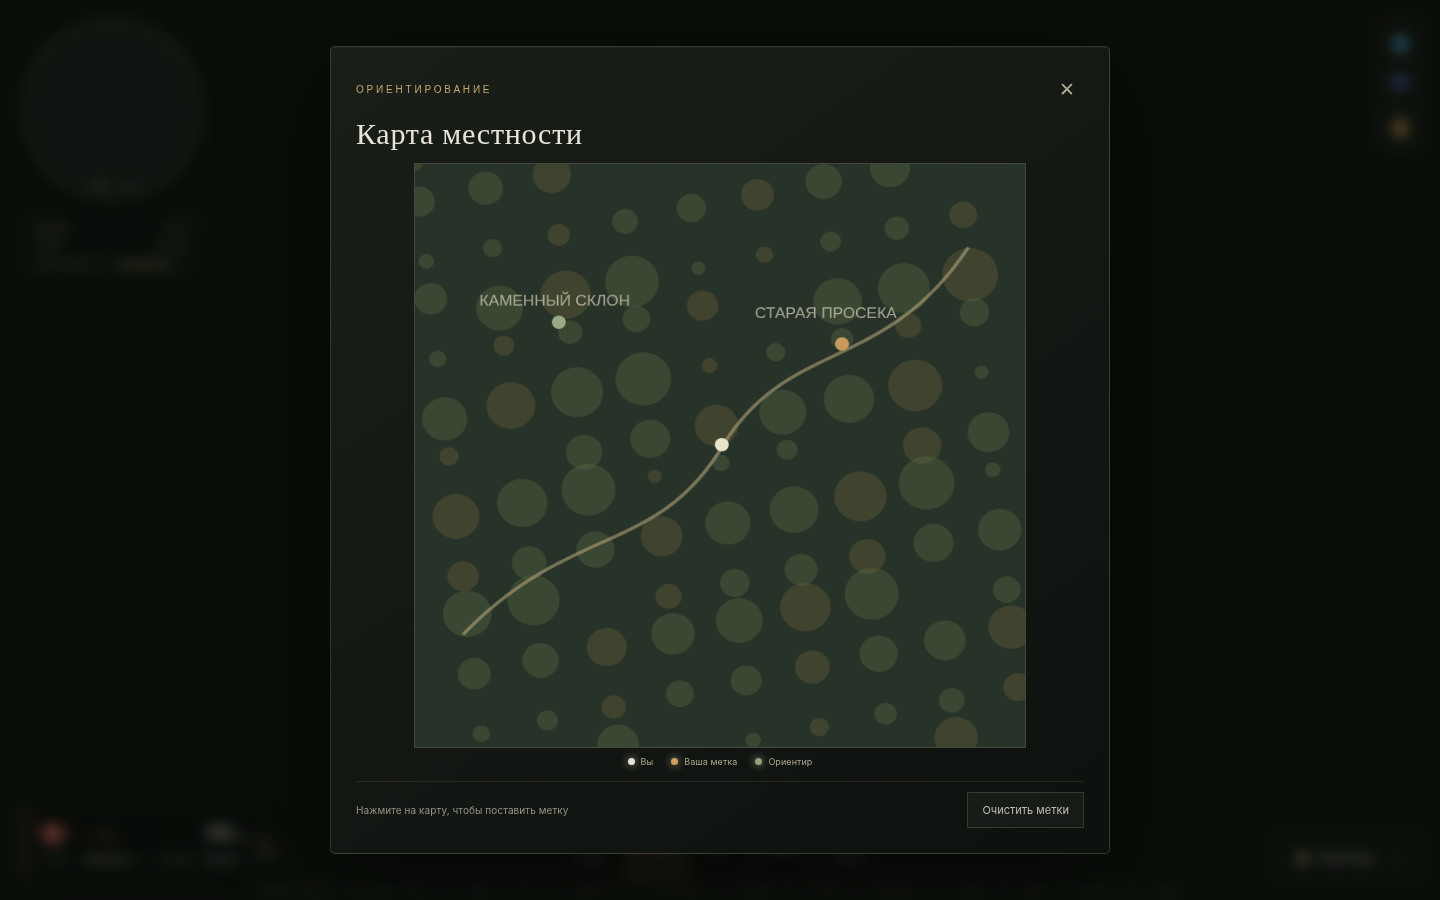 ОРИЕНТИРОВАНИЕ
Карта местности
КАМЕННЫЙ СКЛОН
СТАРАЯ ПРОСЕКА
Вы Ваша метка Ориентир
Нажмите на карту, чтобы поставить метку
Очистить метки